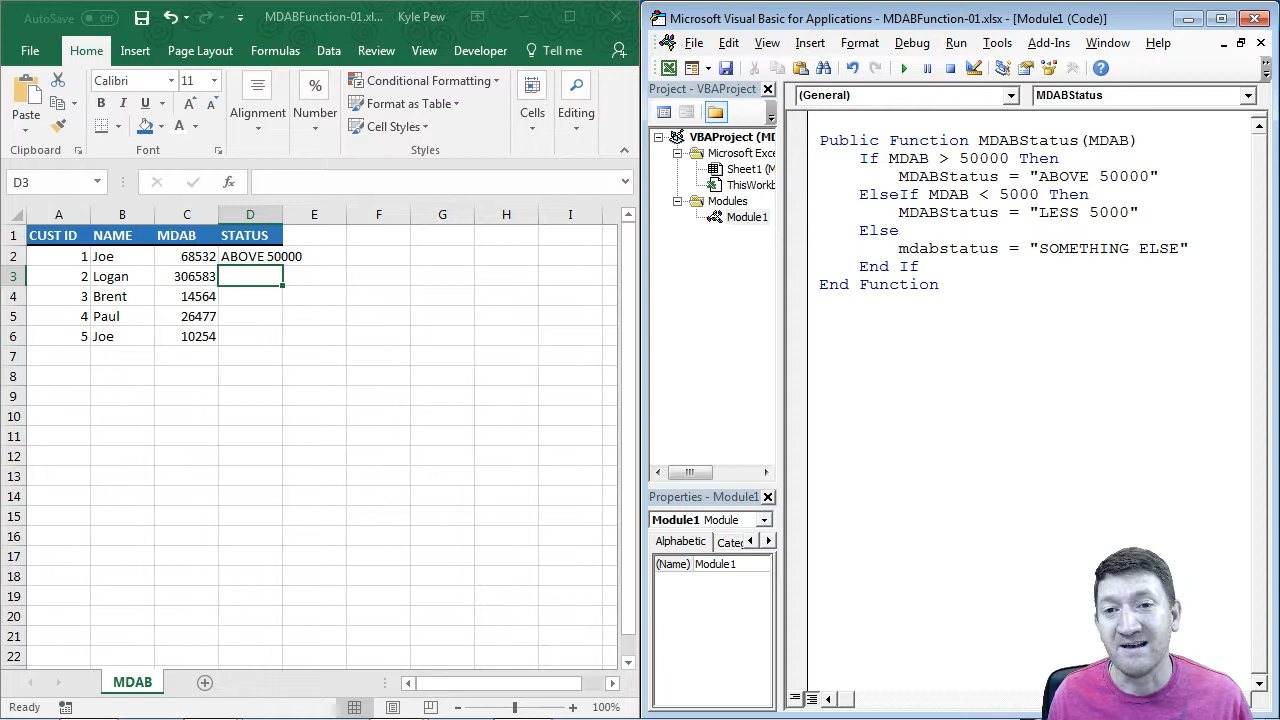 AutoSave Off MDABFunction-01.xl... Kyle Pew
File Home Insert Page Layout Formulas Data Review View Developer Tell me
Paste
Clipboard
Calibri 11
B I U
A A
A
Font
Alignment
%
Number
Conditional Formatting
Format as Table
Cell Styles
Styles
Cells
Editing
D3 fx
A B C D E F G H I
1 CUST ID NAME MDAB STATUS
2 1 Joe 68532 ABOVE 50000
3 2 Logan 306583
4 3 Brent 14564
5 4 Paul 26477
6 5 Joe 10254
7
8
9
10
11
12
13
14
15
16
17
18
19
20
21
22
MDAB
Ready 100%
Microsoft Visual Basic for Applications - MDABFunction-01.xlsx - [Module1 (Code)]
File Edit View Insert Format Debug Run Tools Add-Ins Window Help
Project - VBAProject
VBAProject (MD
Microsoft Exce
Sheet1 (M
ThisWorkb
Modules
Module1
Properties - Module1
Module1 Module
Alphabetic Categ
(Name) Module1
(General) MDABStatus
Public Function MDABStatus(MDAB)
If MDAB > 50000 Then
MDABStatus = "ABOVE 50000"
ElseIf MDAB < 5000 Then
MDABStatus = "LESS 5000"
Else
mdabstatus = "SOMETHING ELSE"
End If
End Function